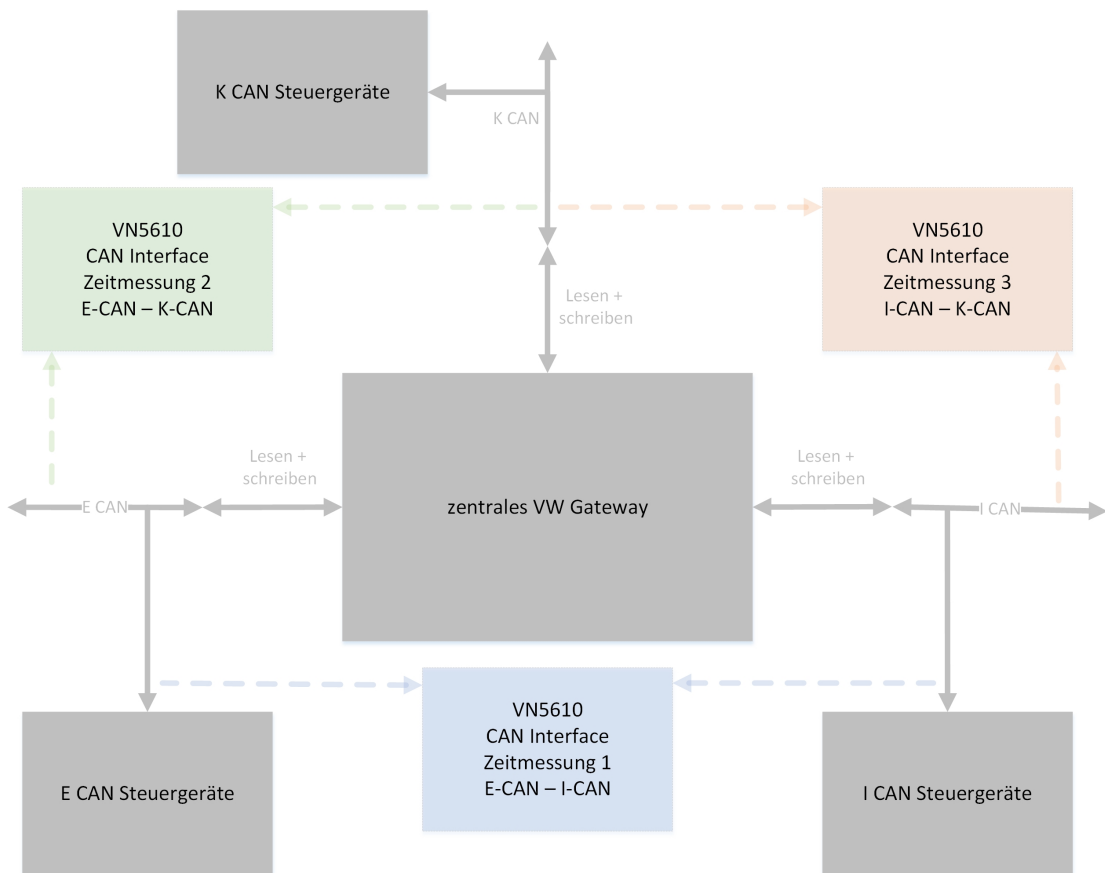 K CAN Steuergeräte
K CAN
VN5610
CAN Interface
Zeitmessung 2
E-CAN – K-CAN
VN5610
CAN Interface
Zeitmessung 3
I-CAN – K-CAN
Lesen +
schreiben
Lesen +
schreiben
Lesen +
schreiben
E CAN
zentrales VW Gateway
I CAN
VN5610
CAN Interface
Zeitmessung 1
E-CAN – I-CAN
E CAN Steuergeräte
I CAN Steuergeräte